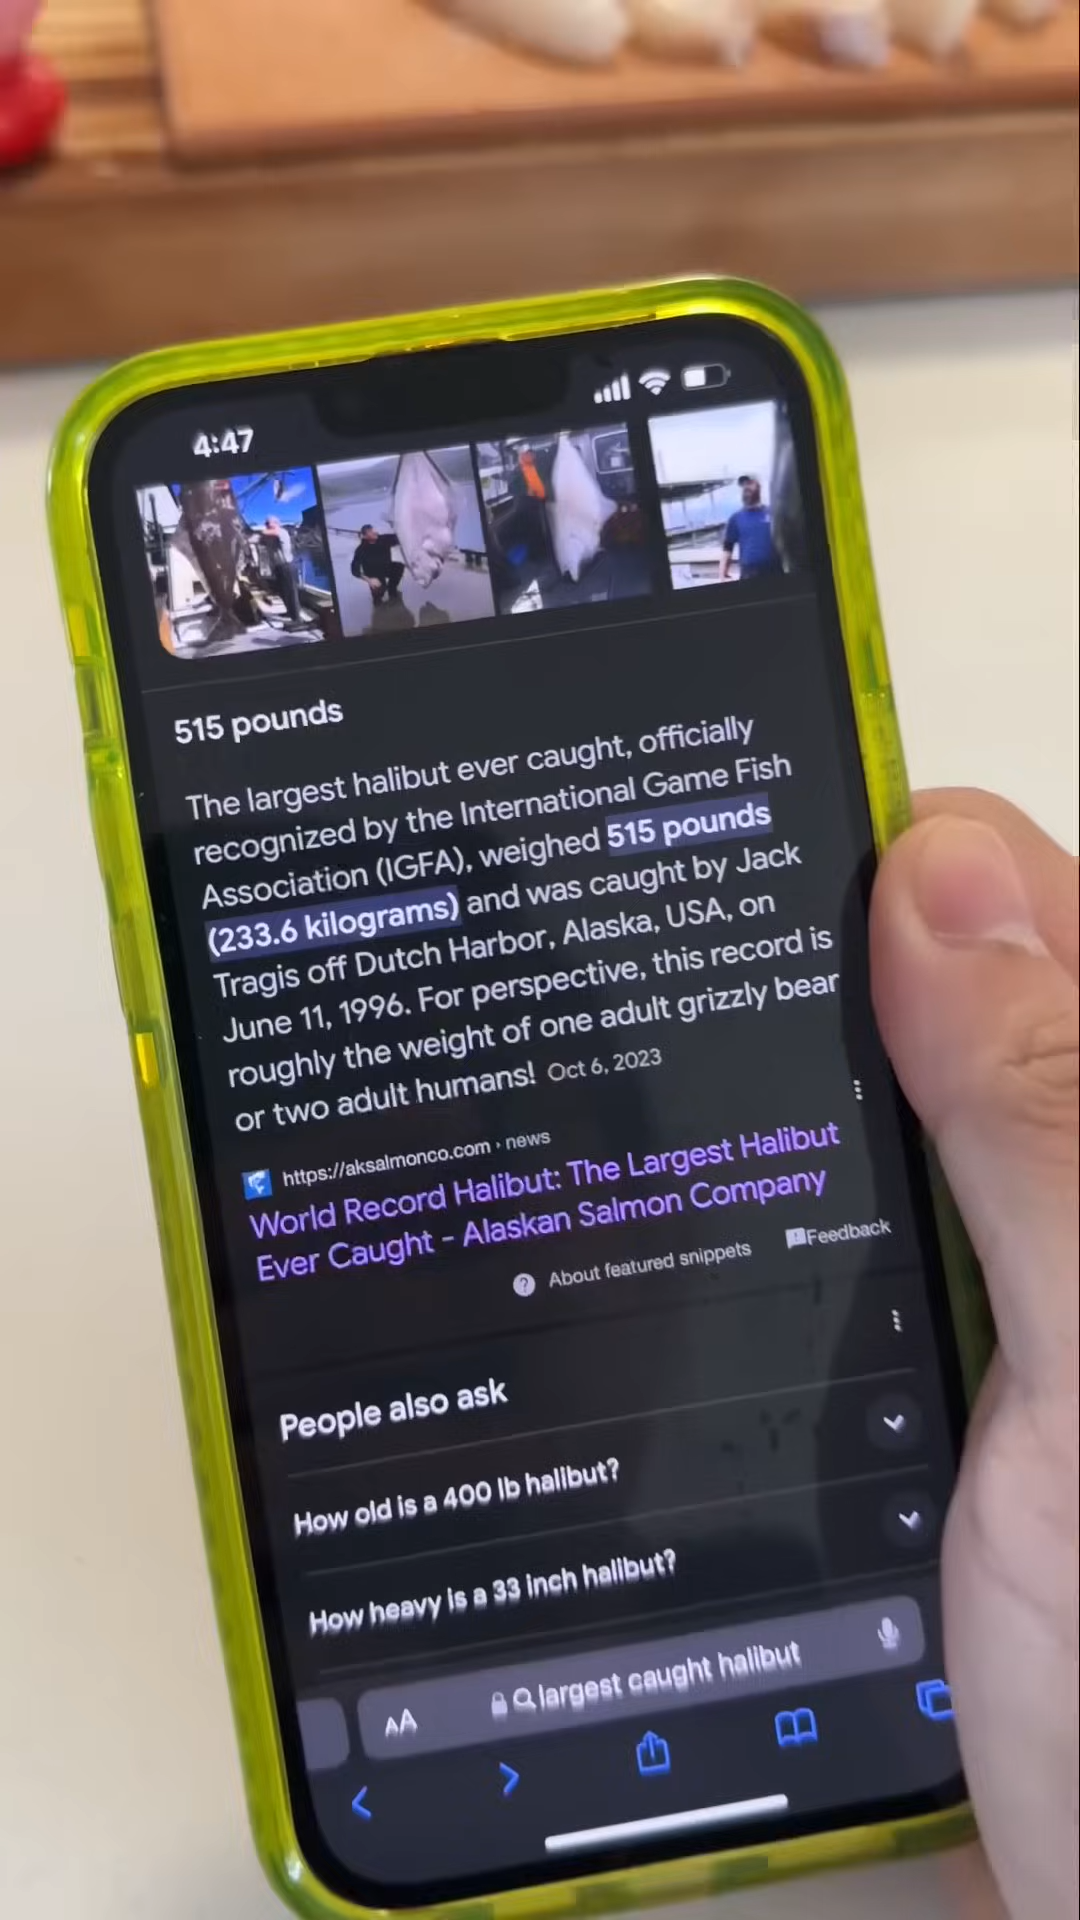 4:47
515 pounds
The largest halibut ever caught, officially
recognized by the International Game Fish
Association (IGFA), weighed 515 pounds
(233.6 kilograms) and was caught by Jack
Tragis off Dutch Harbor, Alaska, USA, on
June 11, 1996. For perspective, this record is
roughly the weight of one adult grizzly bear
or two adult humans! Oct 6, 2023
https://aksalmonco.com › news
World Record Halibut: The Largest Halibut
Ever Caught - Alaskan Salmon Company
About featured snippets Feedback
People also ask
How old is a 400 lb halibut?
How heavy is a 33 inch halibut?
AA largest caught halibut